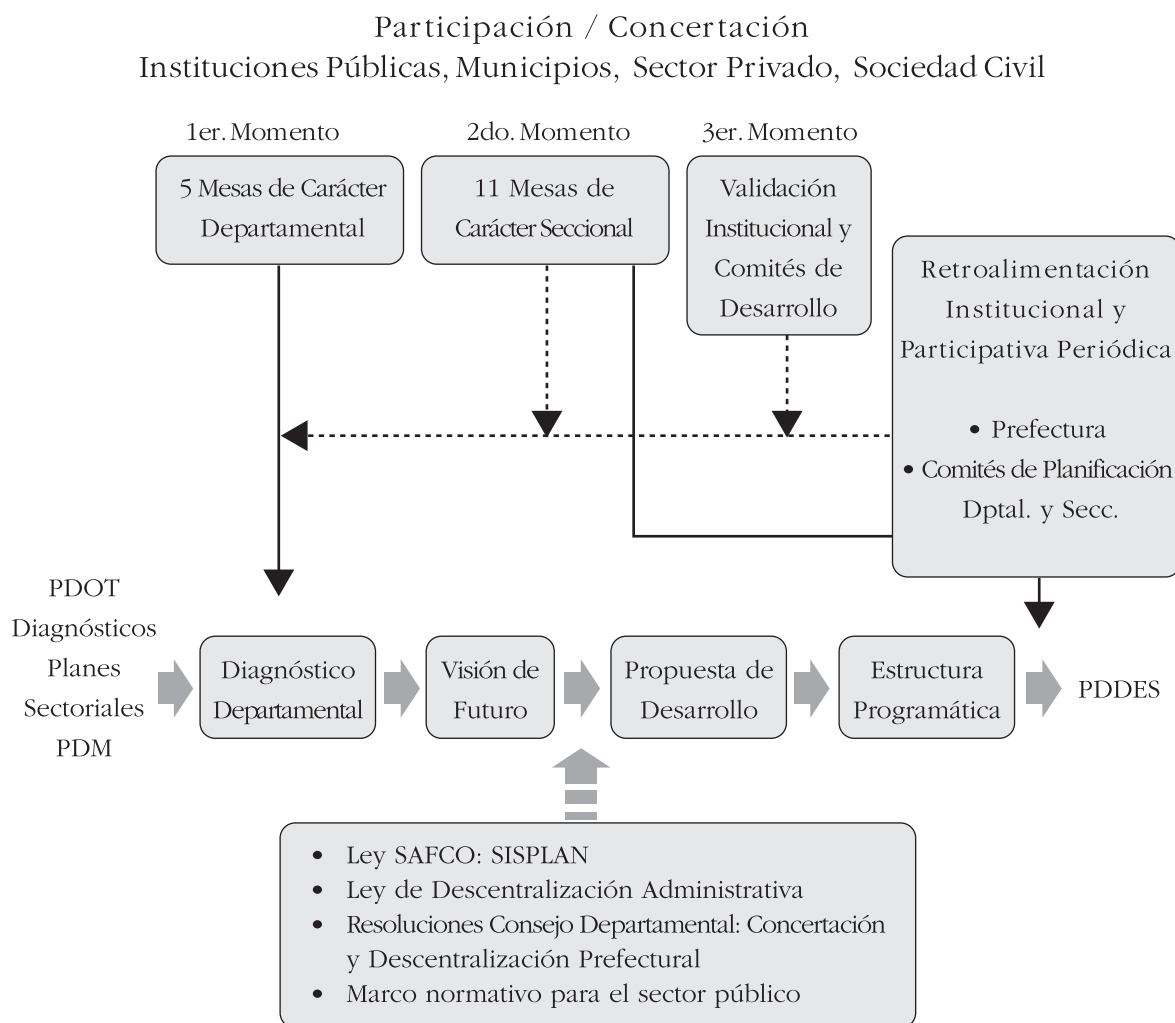 Participación / Concertación
Instituciones Públicas, Municipios, Sector Privado, Sociedad Civil
1er. Momento
5 Mesas de Carácter
Departamental
2do. Momento
11 Mesas de
Carácter Seccional
3er. Momento
Validación
Institucional y
Comités de
Desarrollo
Retroalimentación
Institucional y
Participativa Periódica
• Prefectura
• Comités de Planificación
Dptal. y Secc.
PDOT
Diagnósticos
Planes
Sectoriales
PDM
Diagnóstico
Departamental
Visión de
Futuro
Propuesta de
Desarrollo
Estructura
Programática
PDDES
• Ley SAFCO: SISPLAN
• Ley de Descentralización Administrativa
• Resoluciones Consejo Departamental: Concertación
y Descentralización Prefectural
• Marco normativo para el sector público